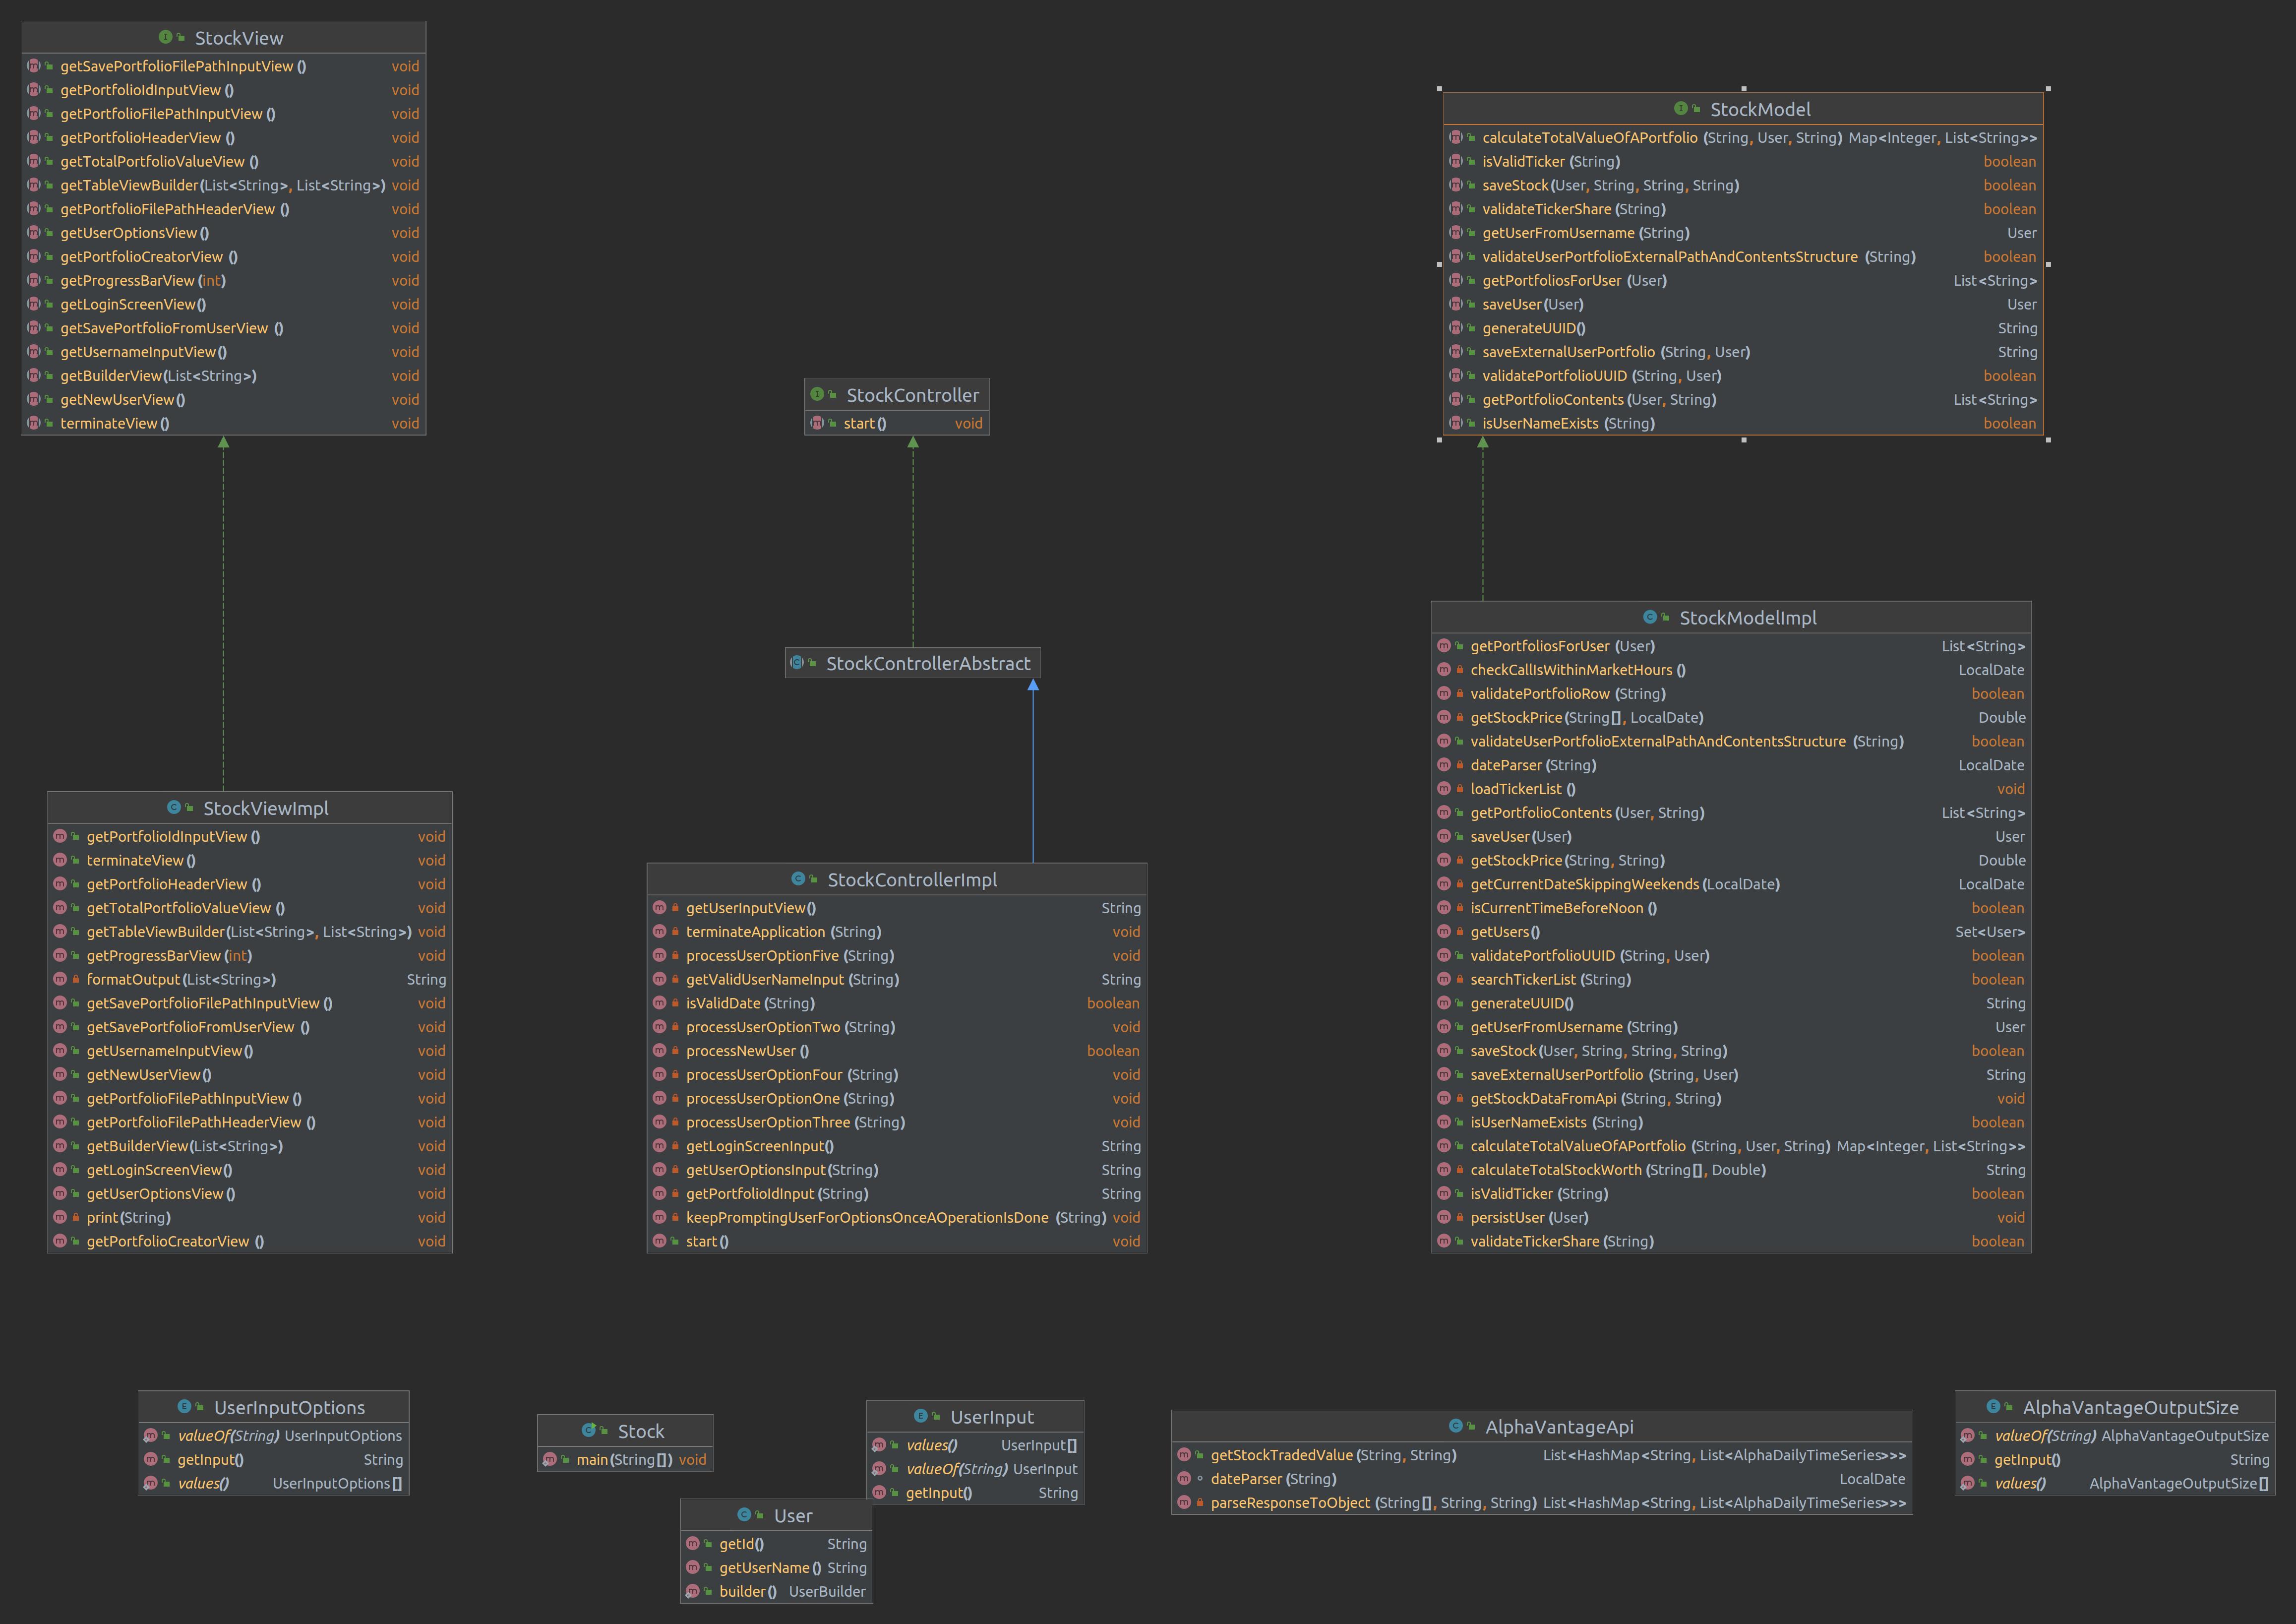 StockView
getSavePortfolioFilePathInputView () void
getPortfolioIdInputView () void
getPortfolioFilePathInputView () void
getPortfolioHeaderView () void
getTotalPortfolioValueView () void
getTableViewBuilder(List<String>, List<String>) void
getPortfolioFilePathHeaderView () void
getUserOptionsView() void
getPortfolioCreatorView () void
getProgressBarView (int) void
getLoginScreenView() void
getSavePortfolioFromUserView () void
getUsernameInputView() void
getBuilderView(List<String>) void
getNewUserView() void
terminateView () void
StockController
start() void
StockModel
calculateTotalValueOfAPortfolio (String, User, String) Map<Integer, List<String>>
isValidTicker (String) boolean
saveStock(User, String, String, String) boolean
validateTickerShare (String) boolean
getUserFromUsername (String) User
validateUserPortfolioExternalPathAndContentsStructure (String) boolean
getPortfoliosForUser (User) List<String>
saveUser(User) User
generateUUID() String
saveExternalUserPortfolio (String, User) String
validatePortfolioUUID (String, User) boolean
getPortfolioContents (User, String) List<String>
isUserNameExists (String) boolean
StockControllerAbstract
StockViewImpl
getPortfolioIdInputView () void
terminateView () void
getPortfolioHeaderView () void
getTotalPortfolioValueView () void
getTableViewBuilder(List<String>, List<String>) void
getProgressBarView (int) void
formatOutput(List<String>) String
getSavePortfolioFilePathInputView () void
getSavePortfolioFromUserView () void
getUsernameInputView() void
getNewUserView() void
getPortfolioFilePathInputView () void
getPortfolioFilePathHeaderView () void
getBuilderView(List<String>) void
getLoginScreenView() void
getUserOptionsView() void
print(String) void
getPortfolioCreatorView () void
StockControllerImpl
getUserInputView() String
terminateApplication (String) void
processUserOptionFive (String) void
getValidUserNameInput (String) String
isValidDate (String) boolean
processUserOptionTwo (String) void
processNewUser () boolean
processUserOptionFour (String) void
processUserOptionOne (String) void
processUserOptionThree (String) void
getLoginScreenInput() String
getUserOptionsInput(String) String
getPortfolioIdInput (String) String
keepPromptingUserForOptionsOnceAOperationIsDone (String) void
start() void
StockModelImpl
getPortfoliosForUser (User) List<String>
checkCallIsWithinMarketHours () LocalDate
validatePortfolioRow (String) boolean
getStockPrice(String[], LocalDate) Double
validateUserPortfolioExternalPathAndContentsStructure (String) boolean
dateParser (String) LocalDate
loadTickerList () void
getPortfolioContents (User, String) List<String>
saveUser(User) User
getStockPrice(String, String) Double
getCurrentDateSkippingWeekends (LocalDate) LocalDate
isCurrentTimeBeforeNoon () boolean
getUsers() Set<User>
validatePortfolioUUID (String, User) boolean
searchTickerList (String) boolean
generateUUID() String
getUserFromUsername (String) User
saveStock(User, String, String, String) boolean
saveExternalUserPortfolio (String, User) String
getStockDataFromApi (String, String) void
isUserNameExists (String) boolean
calculateTotalValueOfAPortfolio (String, User, String) Map<Integer, List<String>>
calculateTotalStockWorth (String[], Double) String
isValidTicker (String) boolean
persistUser (User) void
validateTickerShare (String) boolean
UserInputOptions
valueOf(String) UserInputOptions
getInput() String
values() UserInputOptions []
Stock
main(String[]) void
UserInput
values() UserInput[]
valueOf(String) UserInput
getInput() String
User
getId() String
getUserName () String
builder() UserBuilder
AlphaVantageApi
getStockTradedValue (String, String) List<HashMap<String, List<AlphaDailyTimeSeries>>>
dateParser (String) LocalDate
parseResponseToObject (String[], String, String) List<HashMap<String, List<AlphaDailyTimeSeries>>>
AlphaVantageOutputSize
valueOf(String) AlphaVantageOutputSize
getInput() String
values() AlphaVantageOutputSize[]